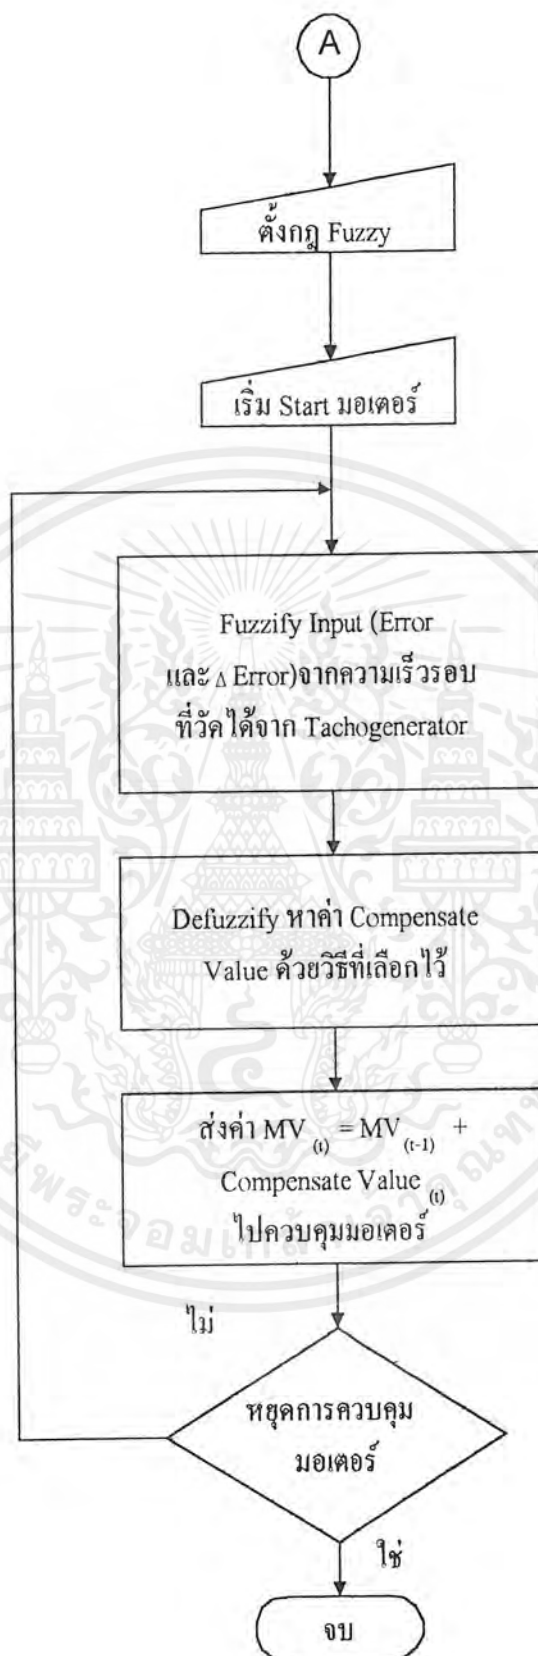 A
ตั้งกฎ Fuzzy
เริ่ม Start มอเตอร์
Fuzzify Input (Error
และ Δ Error)จากความเร็วรอบ
ที่วัดได้จาก Tachogenerator
Defuzzify หาค่า Compensate
Value ด้วยวิธีที่เลือกไว้
ส่งค่า MV (t) = MV (t-1) +
Compensate Value (t)
ไปควบคุมมอเตอร์
ไม่
หยุดการควบคุม
มอเตอร์
ใช่
จบ